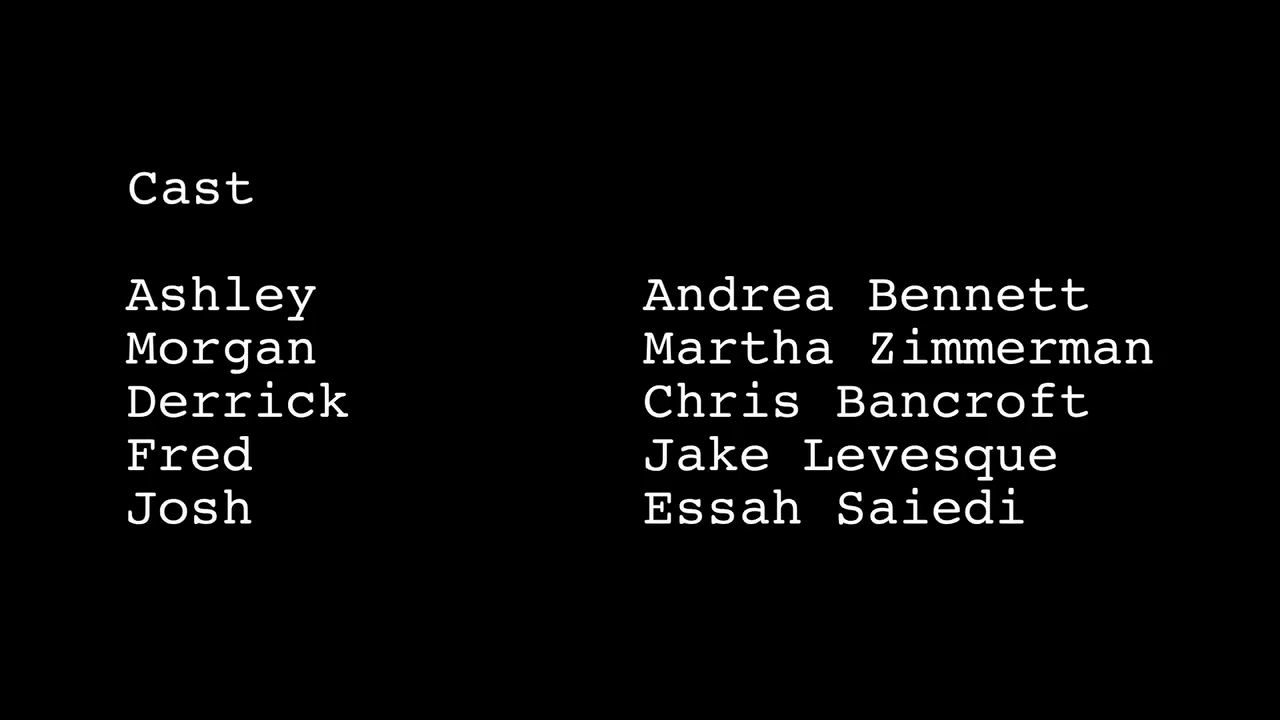 Cast
Ashley Andrea Bennett
Morgan Martha Zimmerman
Derrick Chris Bancroft
Fred Jake Levesque
Josh Essah Saiedi